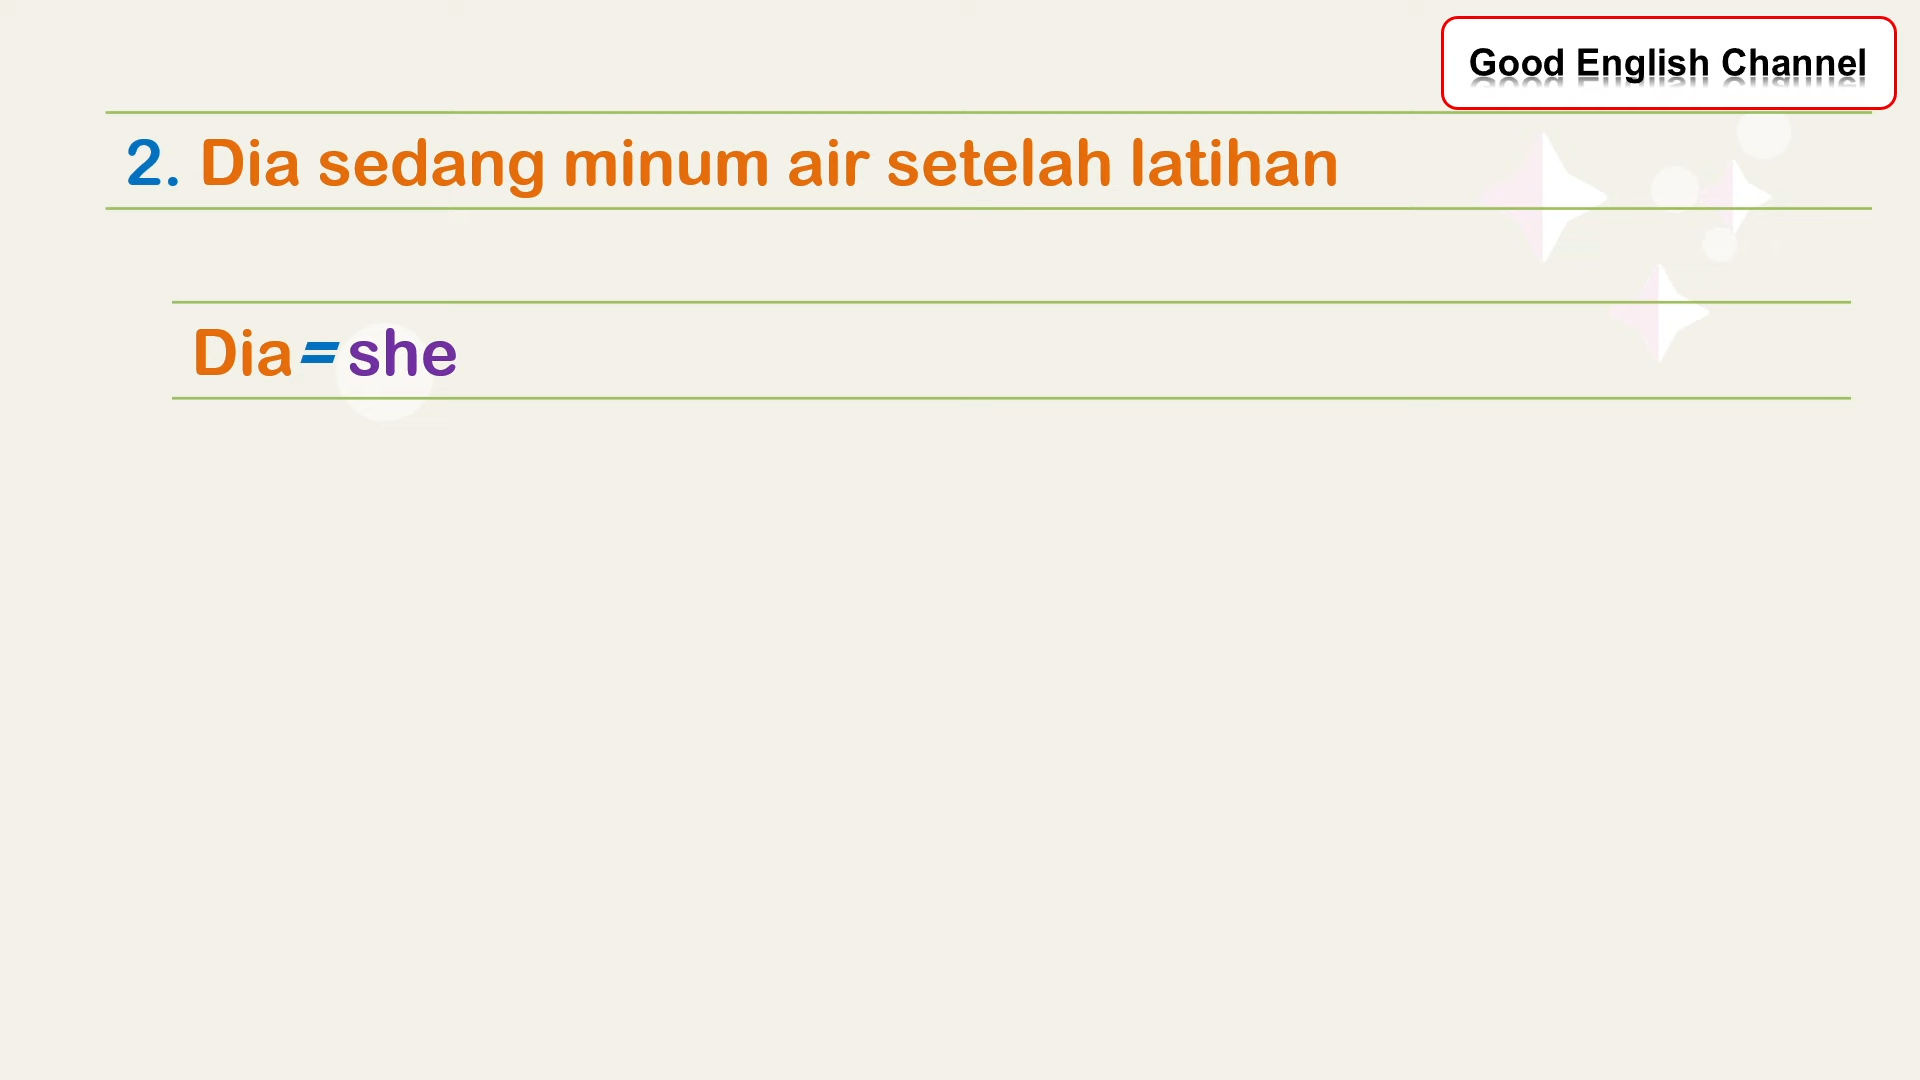 Good English Channel
2. Dia sedang minum air setelah latihan
Dia = she